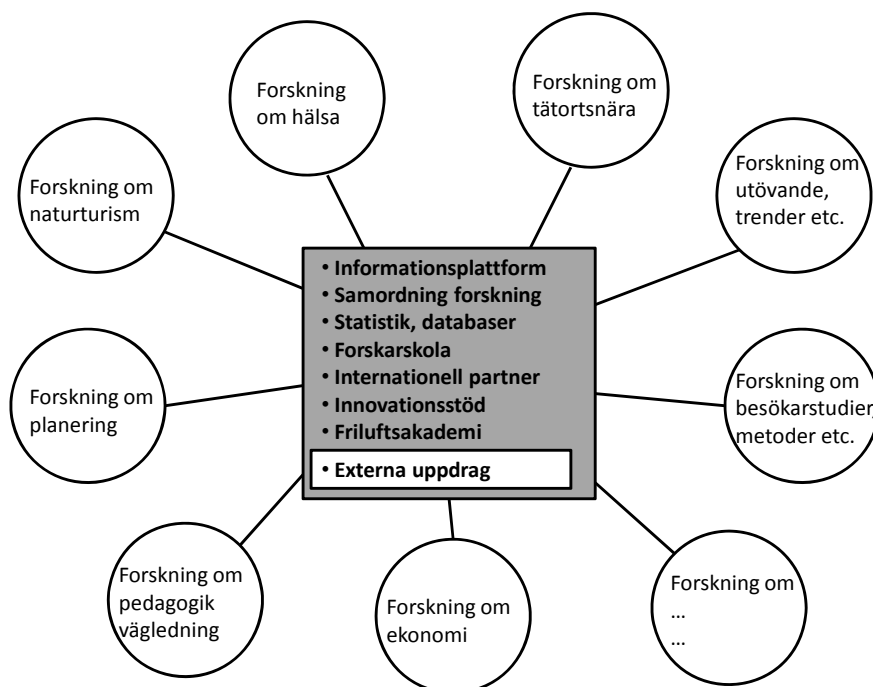 Forskning
om hälsa
Forskning om
tätortsnära
Forskning om
naturturism
Forskning om
utövande,
trender etc.
• Informationsplattform
• Samordning forskning
• Statistik, databaser
• Forskarskola
• Internationell partner
• Innovationsstöd
• Friluftsakademi
• Externa uppdrag
Forskning om
planering
Forskning om
besökarstudier,
metoder etc.
Forskning om
pedagogik
vägledning
Forskning om
ekonomi
Forskning om
...
...